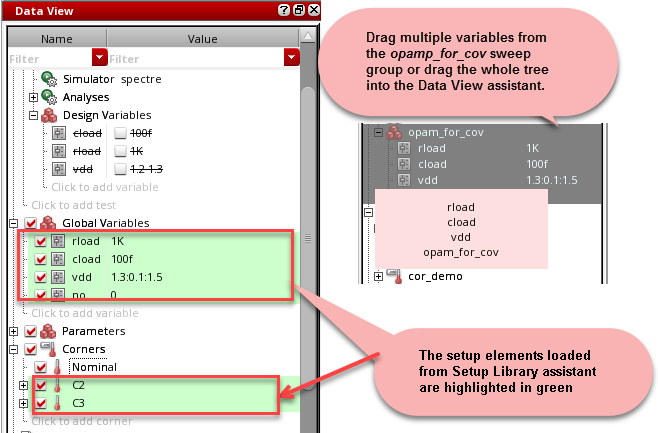 Data View
Name Value
Filter Filter
Simulator spectre
Analyses
Design Variables
cload 100f
rload 1K
vdd 1.2 1.3
Click to add variable
Click to add test
Global Variables
rload 1K
cload 100f
vdd 1.3:0.1:1.5
no 0
Click to add variable
Parameters
Corners
Nominal
C2
C3
Click to add corner
Drag multiple variables from
the opamp_for_cov sweep
group or drag the whole tree
into the Data View assistant.
opam_for_cov
rload 1K
cload 100f
vdd 1.3:0.1:1.5
rload
cload
vdd
opamp_for_cov
cor_demo
The setup elements loaded
from Setup Library assistant
are highlighted in green